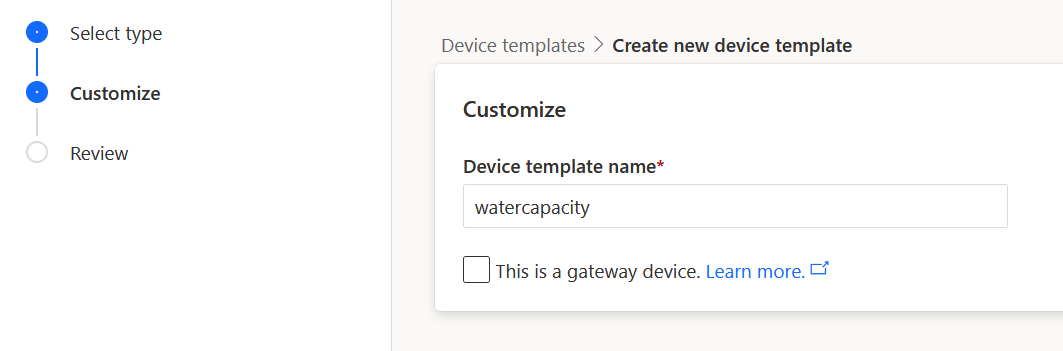 Select type
Customize
Review
Device templates > Create new device template
Customize
Device template name*
watercapacity
This is a gateway device. Learn more.